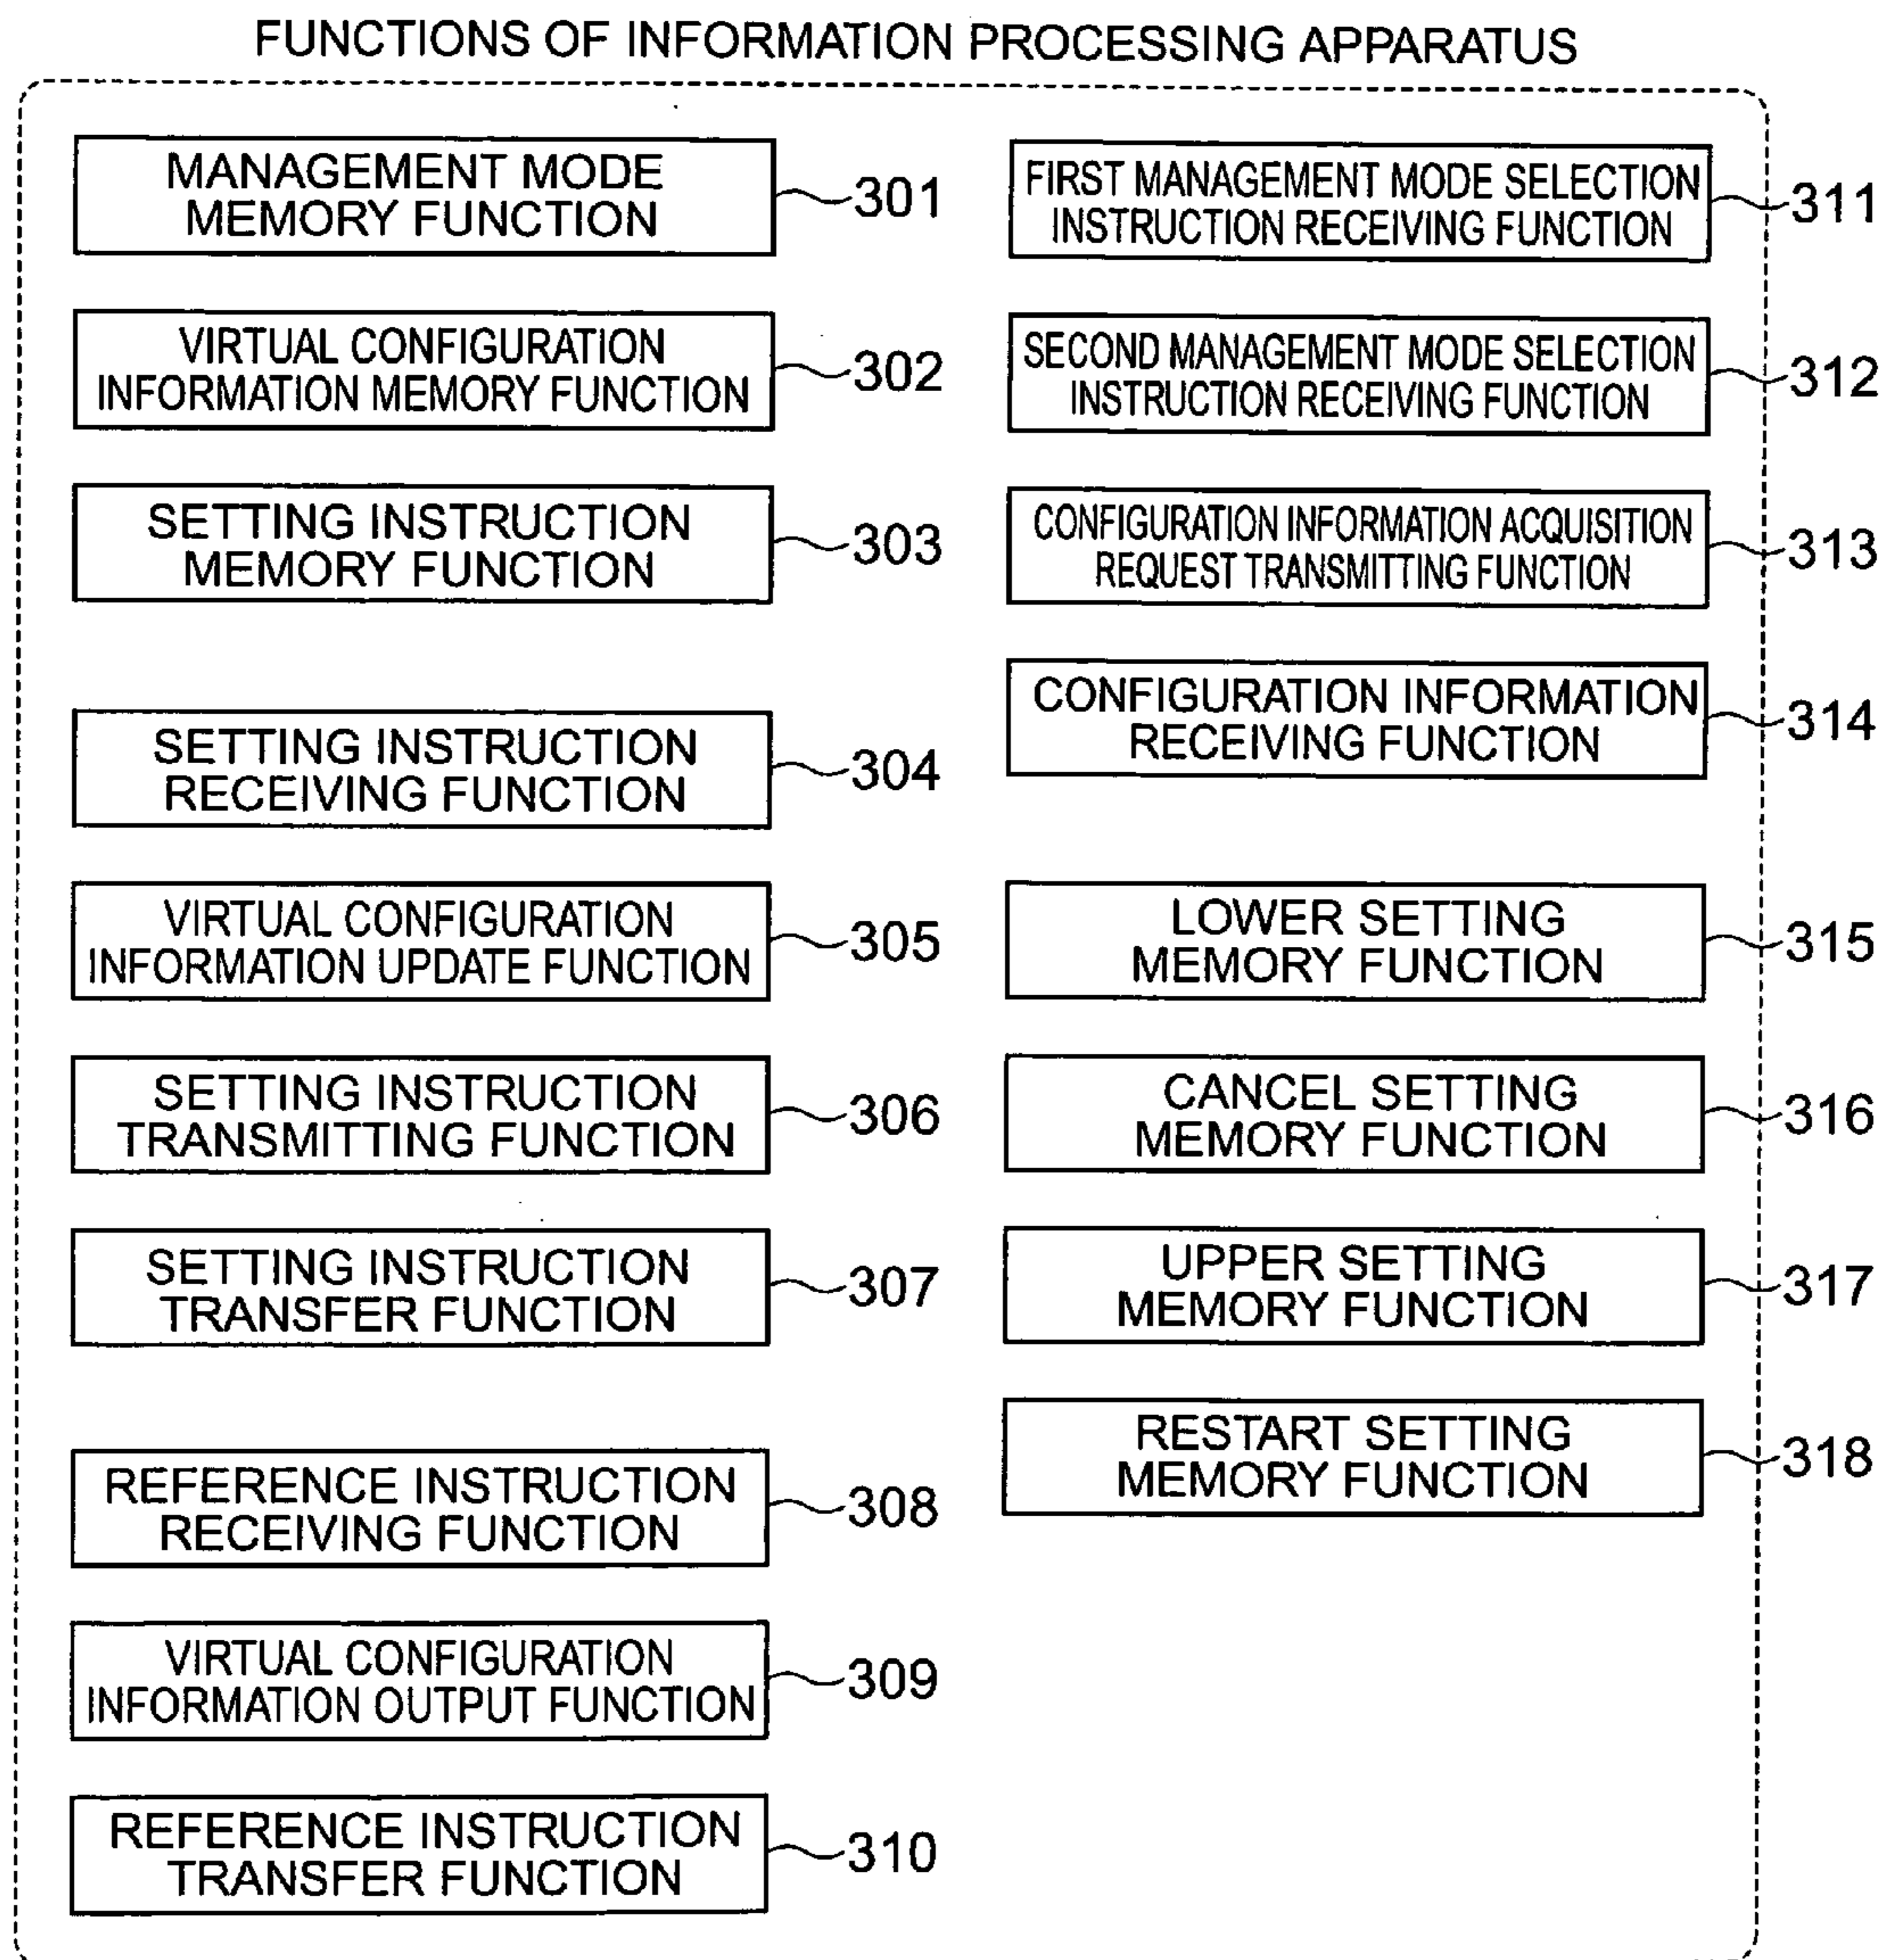 FUNCTIONS OF INFORMATION PROCESSING APPARATUS
MANAGEMENT MODE
MEMORY FUNCTION
301
VIRTUAL CONFIGURATION
INFORMATION MEMORY FUNCTION
302
SETTING INSTRUCTION
MEMORY FUNCTION
303
SETTING INSTRUCTION
RECEIVING FUNCTION
304
VIRTUAL CONFIGURATION
INFORMATION UPDATE FUNCTION
305
SETTING INSTRUCTION
TRANSMITTING FUNCTION
306
SETTING INSTRUCTION
TRANSFER FUNCTION
307
REFERENCE INSTRUCTION
RECEIVING FUNCTION
308
VIRTUAL CONFIGURATION
INFORMATION OUTPUT FUNCTION
309
REFERENCE INSTRUCTION
TRANSFER FUNCTION
310
FIRST MANAGEMENT MODE SELECTION
INSTRUCTION RECEIVING FUNCTION
311
SECOND MANAGEMENT MODE SELECTION
INSTRUCTION RECEIVING FUNCTION
312
CONFIGURATION INFORMATION ACQUISITION
REQUEST TRANSMITTING FUNCTION
313
CONFIGURATION INFORMATION
RECEIVING FUNCTION
314
LOWER SETTING
MEMORY FUNCTION
315
CANCEL SETTING
MEMORY FUNCTION
316
UPPER SETTING
MEMORY FUNCTION
317
RESTART SETTING
MEMORY FUNCTION
318